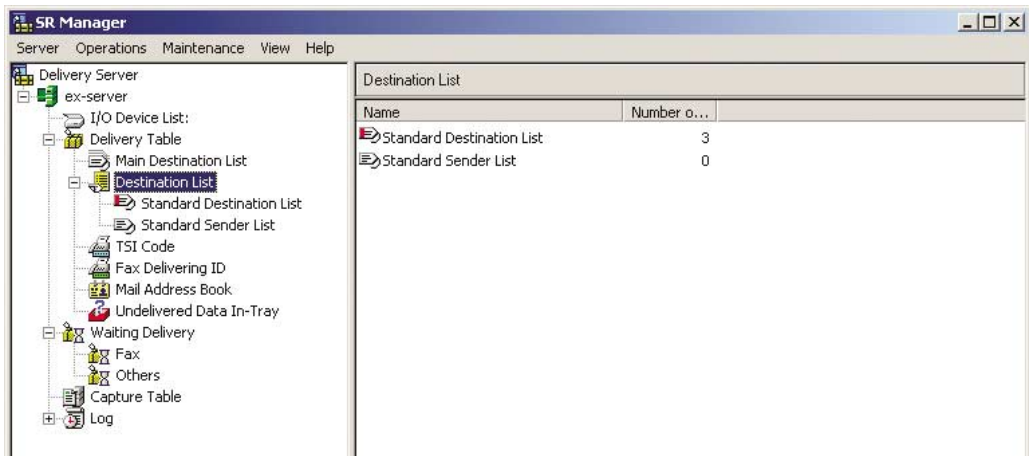 SR Manager
Server Operations Maintenance View Help
Delivery Server
ex-server
I/O Device List:
Delivery Table
Main Destination List
Destination List
Standard Destination List
Standard Sender List
TSI Code
Fax Delivering ID
Mail Address Book
Undelivered Data In-Tray
Waiting Delivery
Fax
Others
Capture Table
Log
Destination List
Name Number o...
Standard Destination List 3
Standard Sender List 0